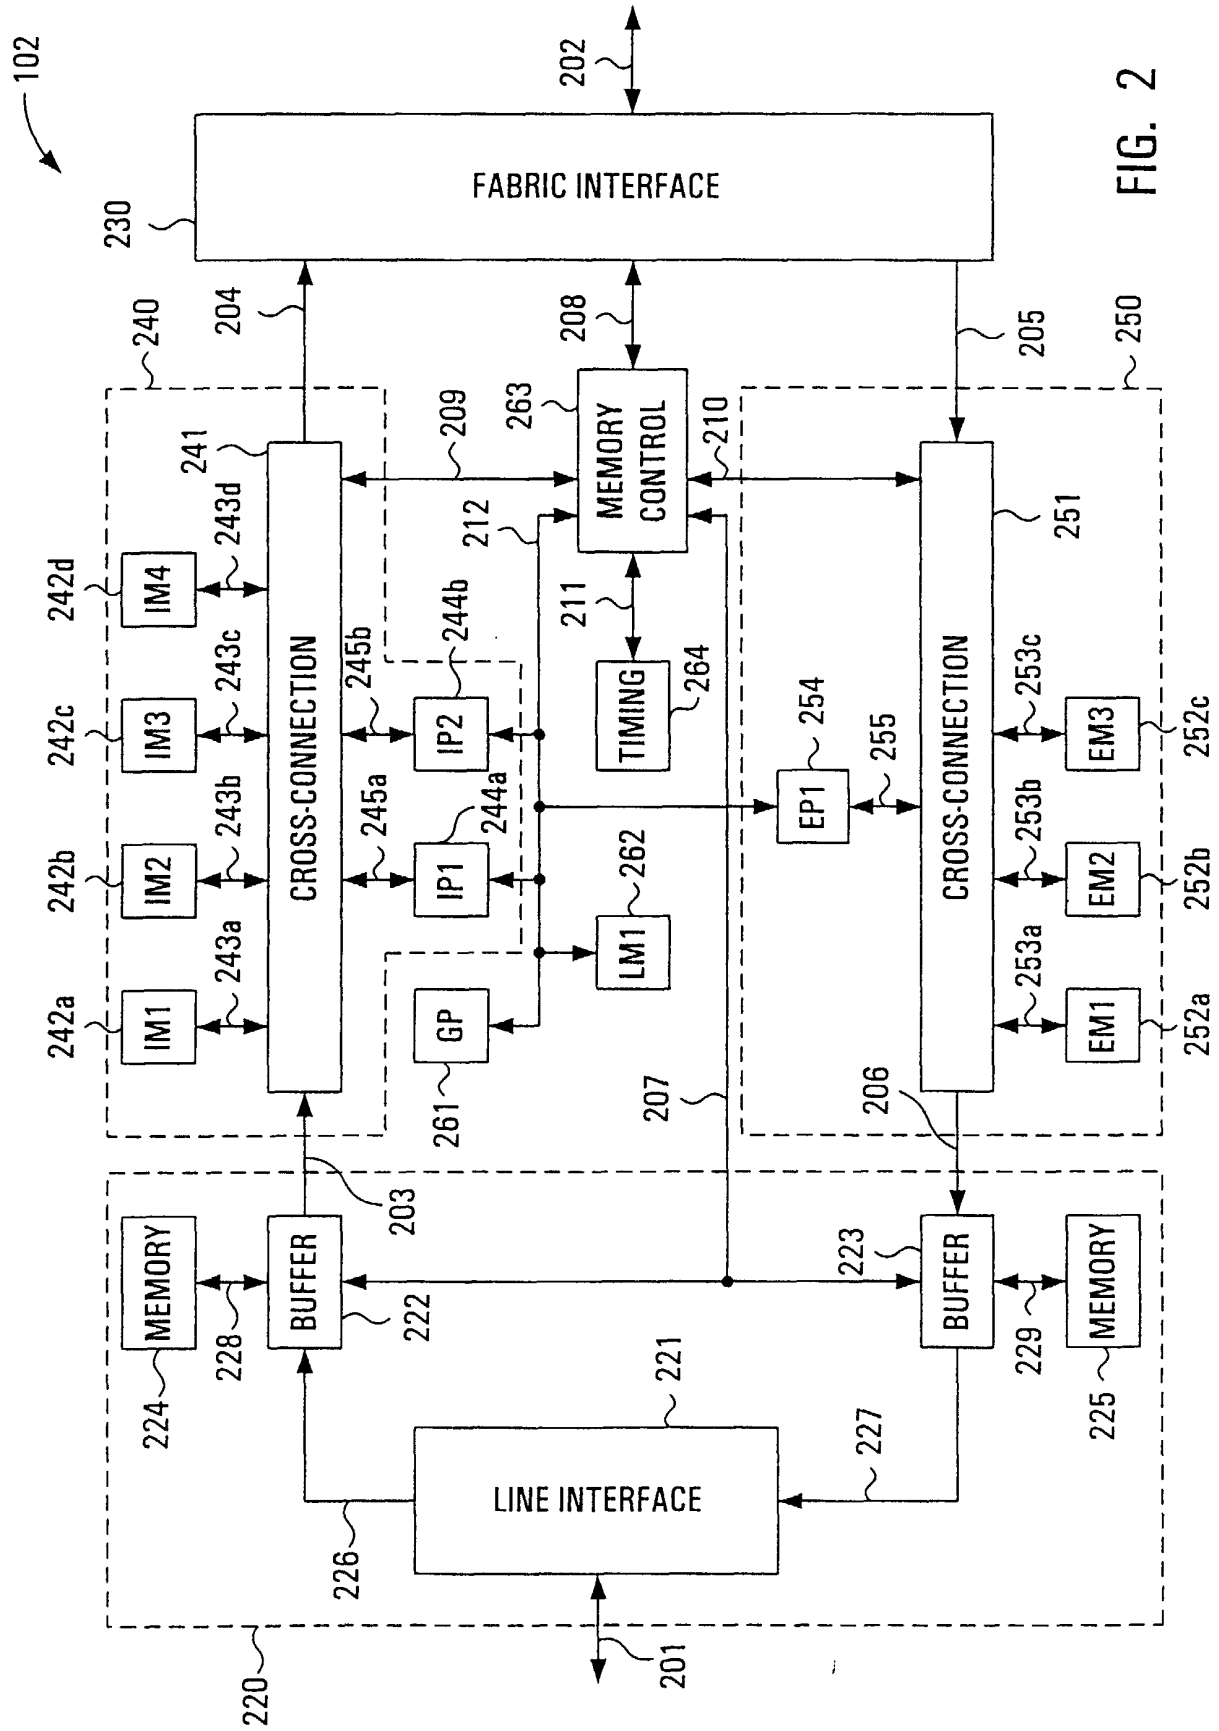 102
240
242a
242b
242c
242d
IM1
IM2
IM3
IM4
243a
243b
243c
243d
241
204
230
202
224
MEMORY
228
BUFFER
222
203
CROSS-CONNECTION
245a
245b
IP1
IP2
244a
244b
GP
261
209
212
226
LINE INTERFACE
221
201
220
LM1
262
TIMING
264
211
MEMORY
CONTROL
263
208
FABRIC INTERFACE
207
210
EP1
254
255
227
223
BUFFER
206
CROSS-CONNECTION
251
205
250
229
MEMORY
225
253a
253b
253c
EM1
EM2
EM3
252a
252b
252c
FIG. 2